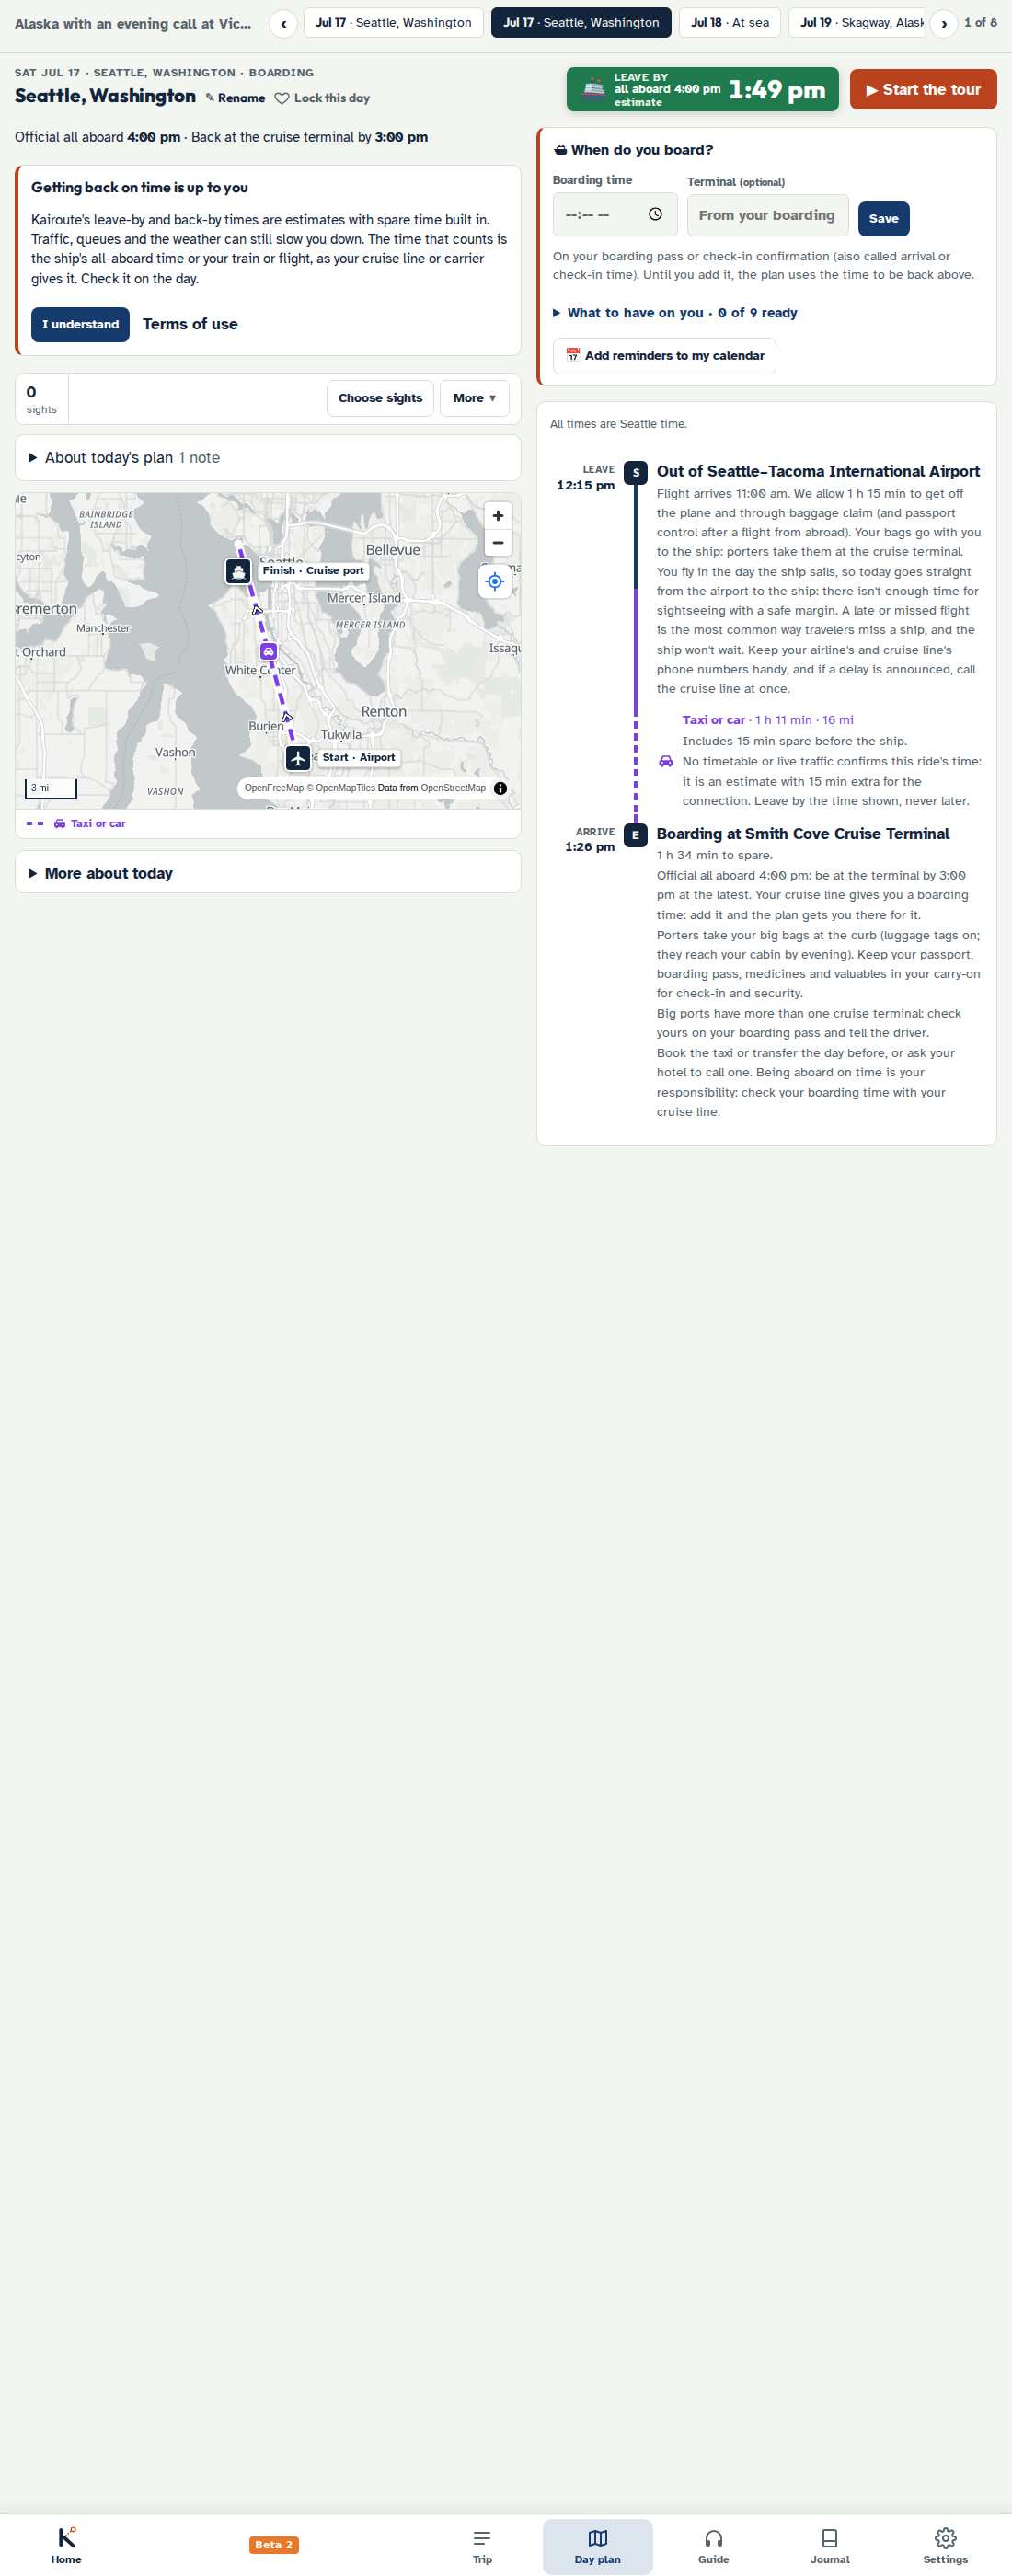 Alaska with an evening call at Vic...
‹
Jul 17 · Seattle, Washington
Jul 17 · Seattle, Washington
Jul 18 · At sea
Jul 19 · Skagway, Alask
›
1 of 8
SAT JUL 17 · SEATTLE, WASHINGTON · BOARDING
Seattle, Washington
✎ Rename
Lock this day
LEAVE BY
all aboard 4:00 pm
estimate
1:49 pm
▶ Start the tour
Official all aboard 4:00 pm · Back at the cruise terminal by 3:00 pm
Getting back on time is up to you
Kairoute's leave-by and back-by times are estimates with spare time built in.
Traffic, queues and the weather can still slow you down. The time that counts is
the ship's all-aboard time or your train or flight, as your cruise line or carrier
gives it. Check it on the day.
I understand
Terms of use
0
sights
Choose sights
More ▾
▶ About today's plan 1 note
BAINBRIDGE
ISLAND
Bellevue
Finish · Cruise port
Mercer Island
MERCER ISLAND
remerton
Manchester
t Orchard
Issaqu
White Center
Renton
Burien
Tukwila
Vashon
Start · Airport
VASHON
3 mi
OpenFreeMap © OpenMapTiles Data from OpenStreetMap
Taxi or car
▶ More about today
When do you board?
Boarding time
Terminal (optional)
--:-- --
From your boarding
Save
On your boarding pass or check-in confirmation (also called arrival or
check-in time). Until you add it, the plan uses the time to be back above.
▶ What to have on you · 0 of 9 ready
Add reminders to my calendar
All times are Seattle time.
LEAVE
12:15 pm
S
Out of Seattle–Tacoma International Airport
Flight arrives 11:00 am. We allow 1 h 15 min to get off
the plane and through baggage claim (and passport
control after a flight from abroad). Your bags go with you
to the ship: porters take them at the cruise terminal.
You fly in the day the ship sails, so today goes straight
from the airport to the ship: there isn't enough time for
sightseeing with a safe margin. A late or missed flight
is the most common way travelers miss a ship, and the
ship won't wait. Keep your airline's and cruise line's
phone numbers handy, and if a delay is announced, call
the cruise line at once.
Taxi or car · 1 h 11 min · 16 mi
Includes 15 min spare before the ship.
No timetable or live traffic confirms this ride's time:
it is an estimate with 15 min extra for the
connection. Leave by the time shown, never later.
ARRIVE
1:26 pm
E
Boarding at Smith Cove Cruise Terminal
1 h 34 min to spare.
Official all aboard 4:00 pm: be at the terminal by 3:00
pm at the latest. Your cruise line gives you a boarding
time: add it and the plan gets you there for it.
Porters take your big bags at the curb (luggage tags on;
they reach your cabin by evening). Keep your passport,
boarding pass, medicines and valuables in your carry-on
for check-in and security.
Big ports have more than one cruise terminal: check
yours on your boarding pass and tell the driver.
Book the taxi or transfer the day before, or ask your
hotel to call one. Being aboard on time is your
responsibility: check your boarding time with your
cruise line.
Home
Beta 2
Trip
Day plan
Guide
Journal
Settings